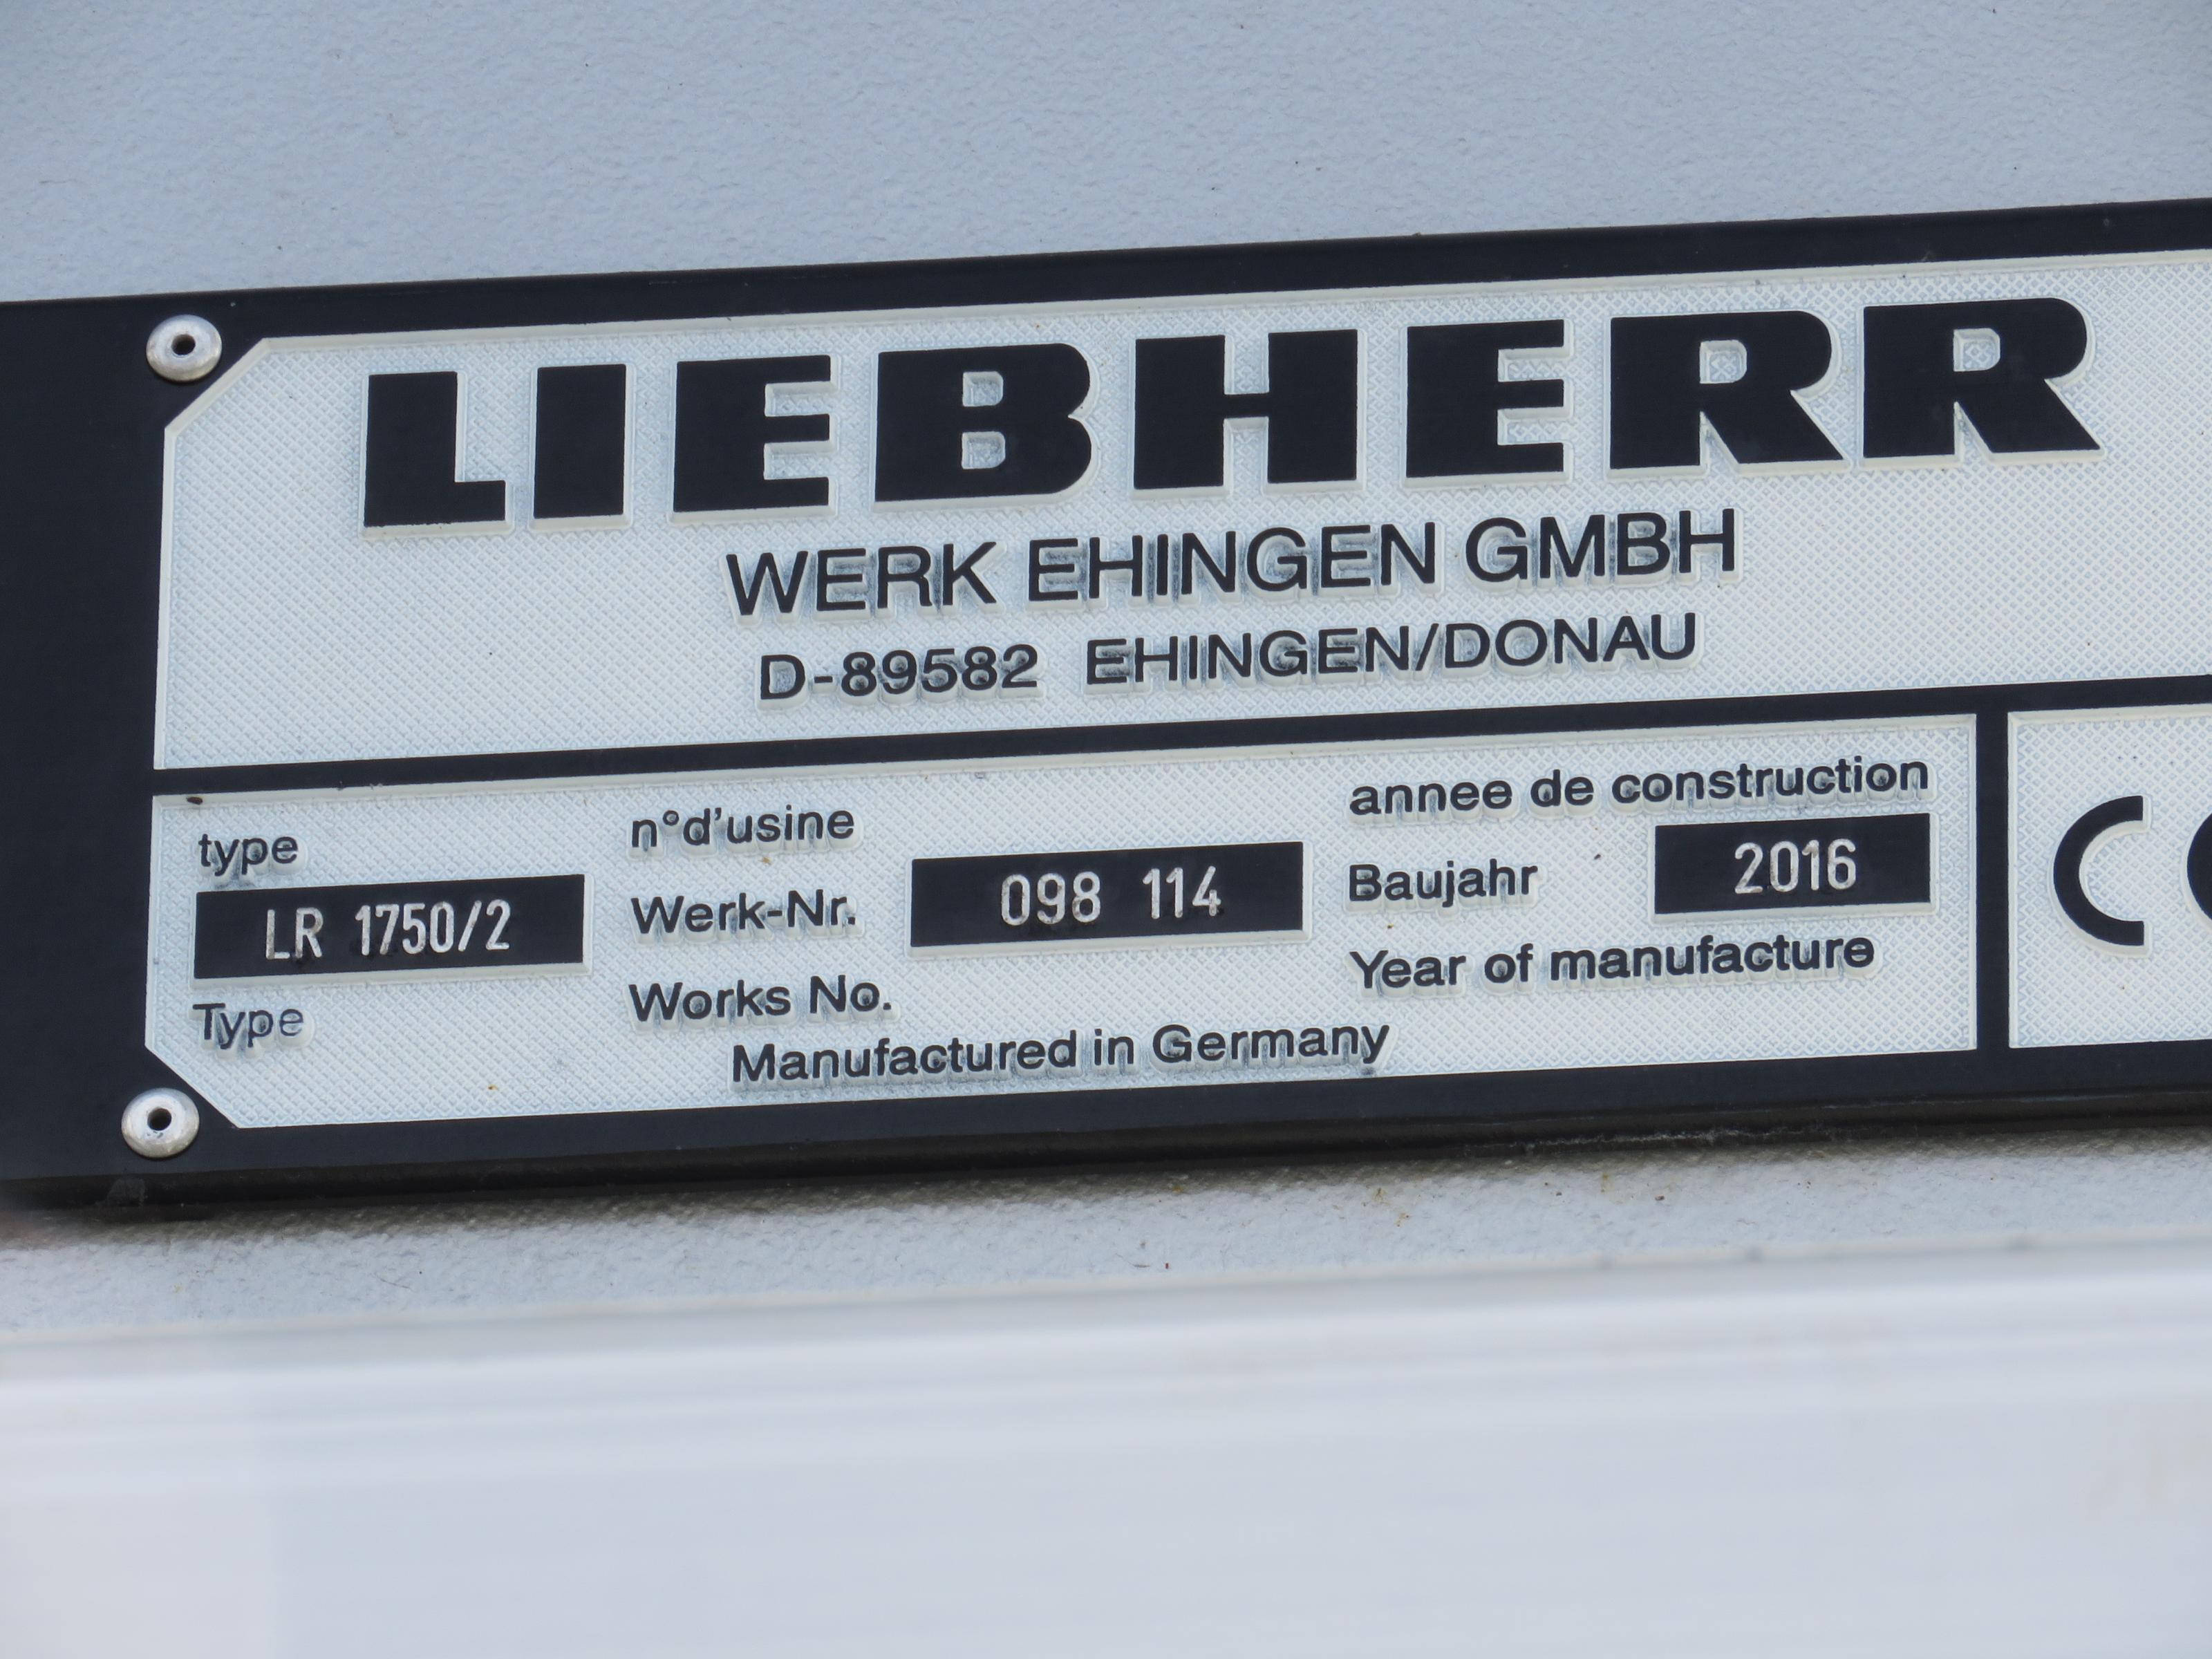 LIEBHERR
WERK EHINGEN GMBH
D-89582 EHINGEN/DONAU
type
LR 1750/2
Type
n°d'usine
Werk-Nr. 098 114
Works No.
annee de construction
Baujahr 2016
Year of manufacture
Manufactured in Germany
C